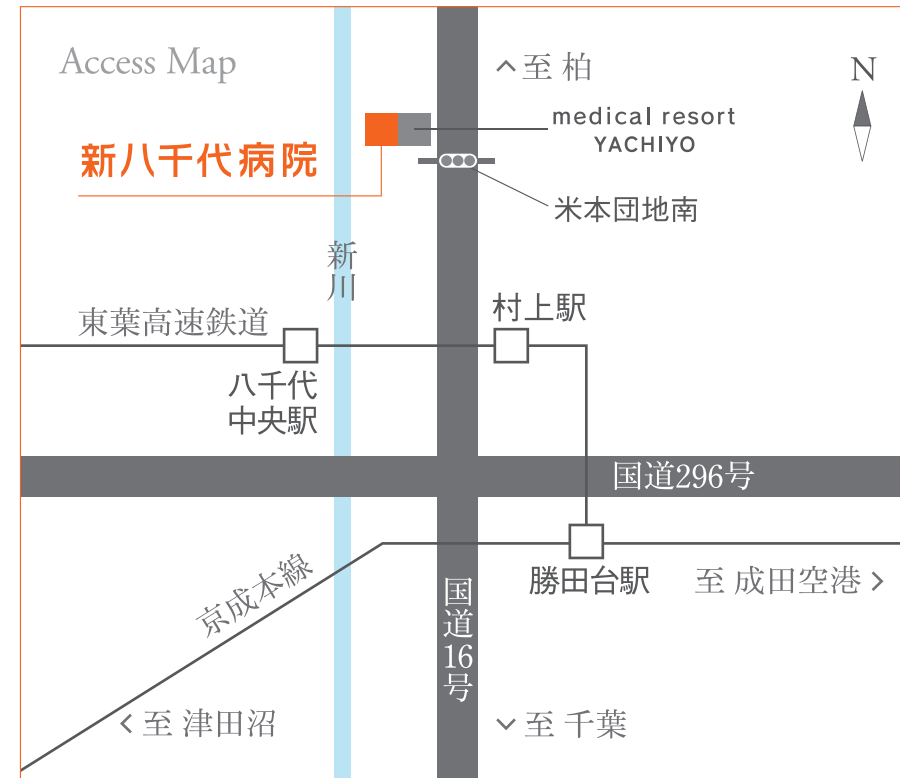 Access Map
^至 柏
N
medical resort
YACHIYO
新八千代病院
米本団地南
新川
村上駅
東葉高速鉄道
八千代
中央駅
国道296号
勝田台駅
至 成田空港 >
京成本線
国道16号
< 至 津田沼
∨至 千葉